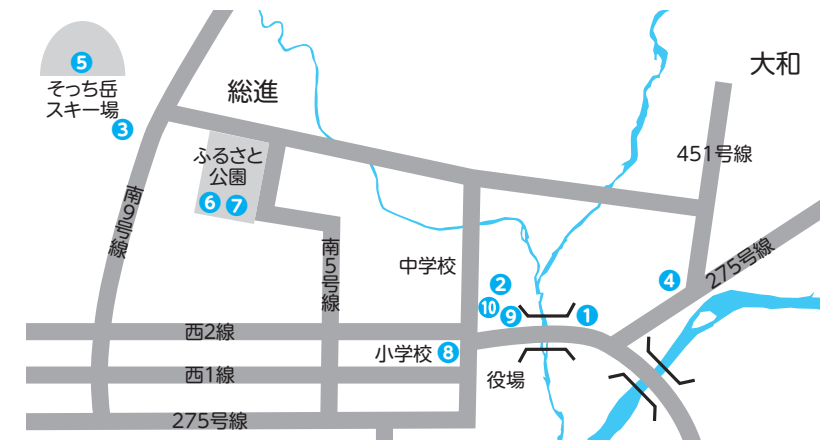 5
そっち岳
スキー場
3
総進
大和
451号線
ふるさと
公園
6 7
南9号線
南5号線
中学校
2
10 9
1
4
275号線
西2線
小学校 8
西1線
役場
275号線